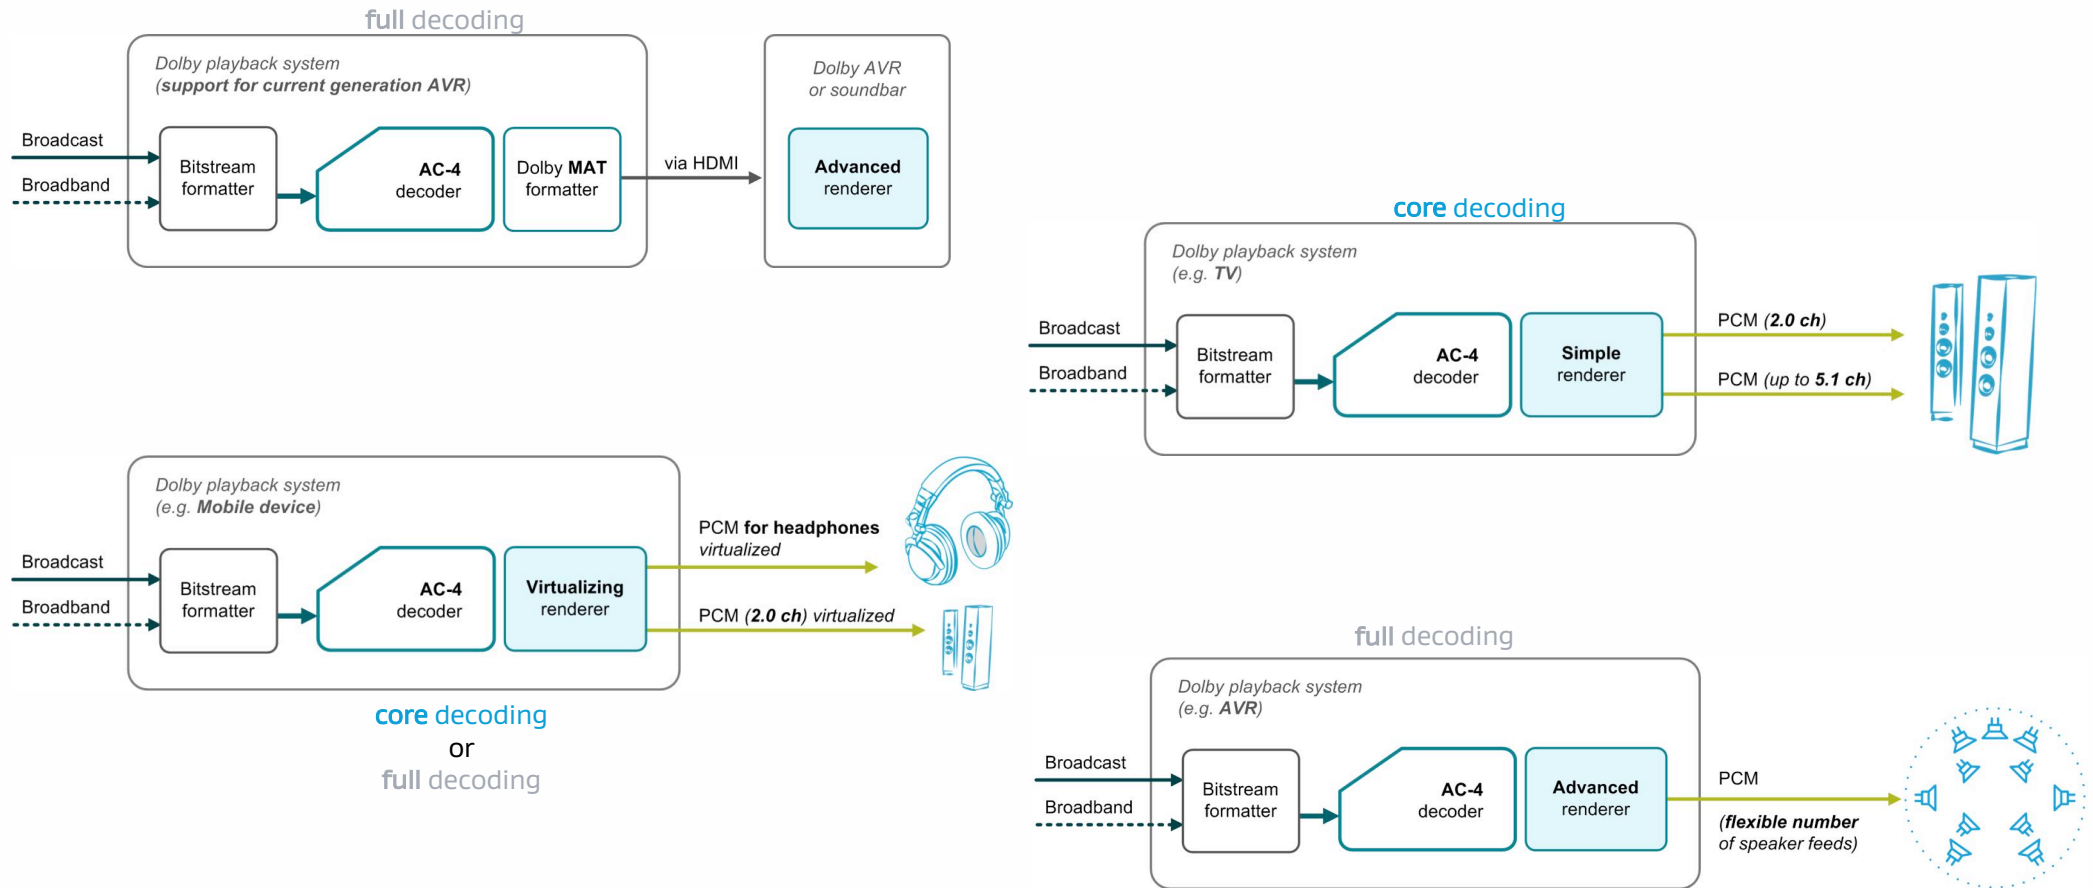 full decoding
Dolby playback system
(support for current generation AVR)
Broadcast
Broadband
Bitstream
formatter
AC-4
decoder
Dolby MAT
formatter
via HDMI
Dolby AVR
or soundbar
Advanced
renderer
core decoding
Dolby playback system
(e.g. TV)
Broadcast
Broadband
Bitstream
formatter
AC-4
decoder
Simple
renderer
PCM (2.0 ch)
PCM (up to 5.1 ch)
Dolby playback system
(e.g. Mobile device)
Broadcast
Broadband
Bitstream
formatter
AC-4
decoder
Virtualizing
renderer
PCM for headphones
virtualized
PCM (2.0 ch) virtualized
core decoding
or
full decoding
full decoding
Dolby playback system
(e.g. AVR)
Broadcast
Broadband
Bitstream
formatter
AC-4
decoder
Advanced
renderer
PCM
(flexible number
of speaker feeds)